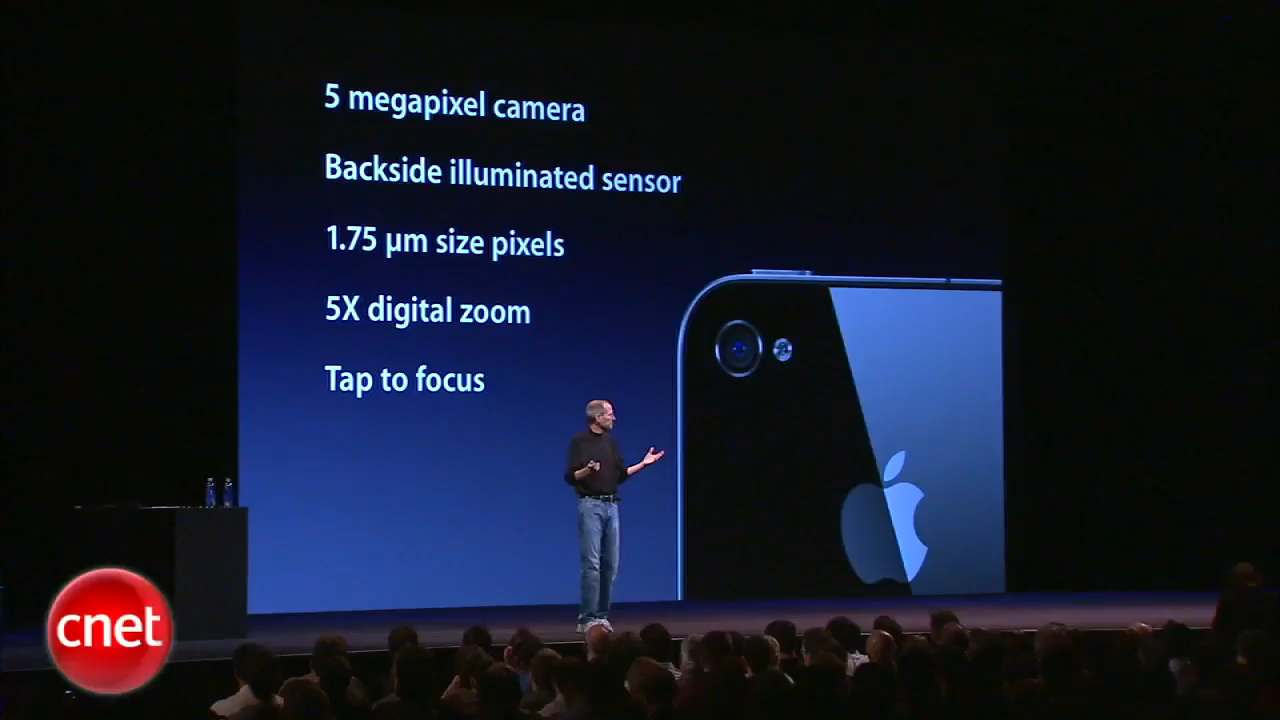 5 megapixel camera
Backside illuminated sensor
1.75 µm size pixels
5X digital zoom
Tap to focus
cnet